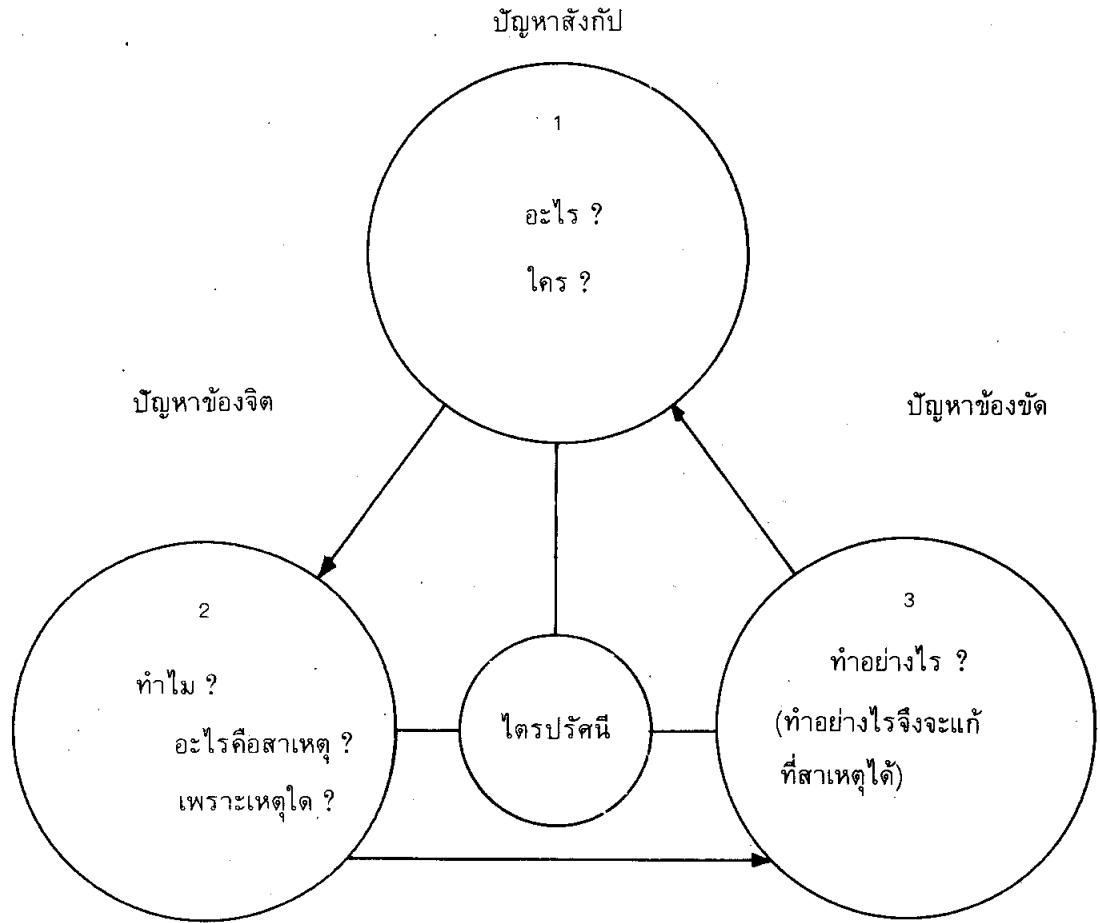 ปัญหาสังกัป
1
อะไร ?
ใคร ?
ปัญหาข้องจิต
ปัญหาข้องขัด
2
ทำไม ?
อะไรคือสาเหตุ ?
เพราะเหตุใด ?
ไตรปรัศนี
3
ทำอย่างไร ?
(ทำอย่างไรจึงจะแก้
ที่สาเหตุได้)